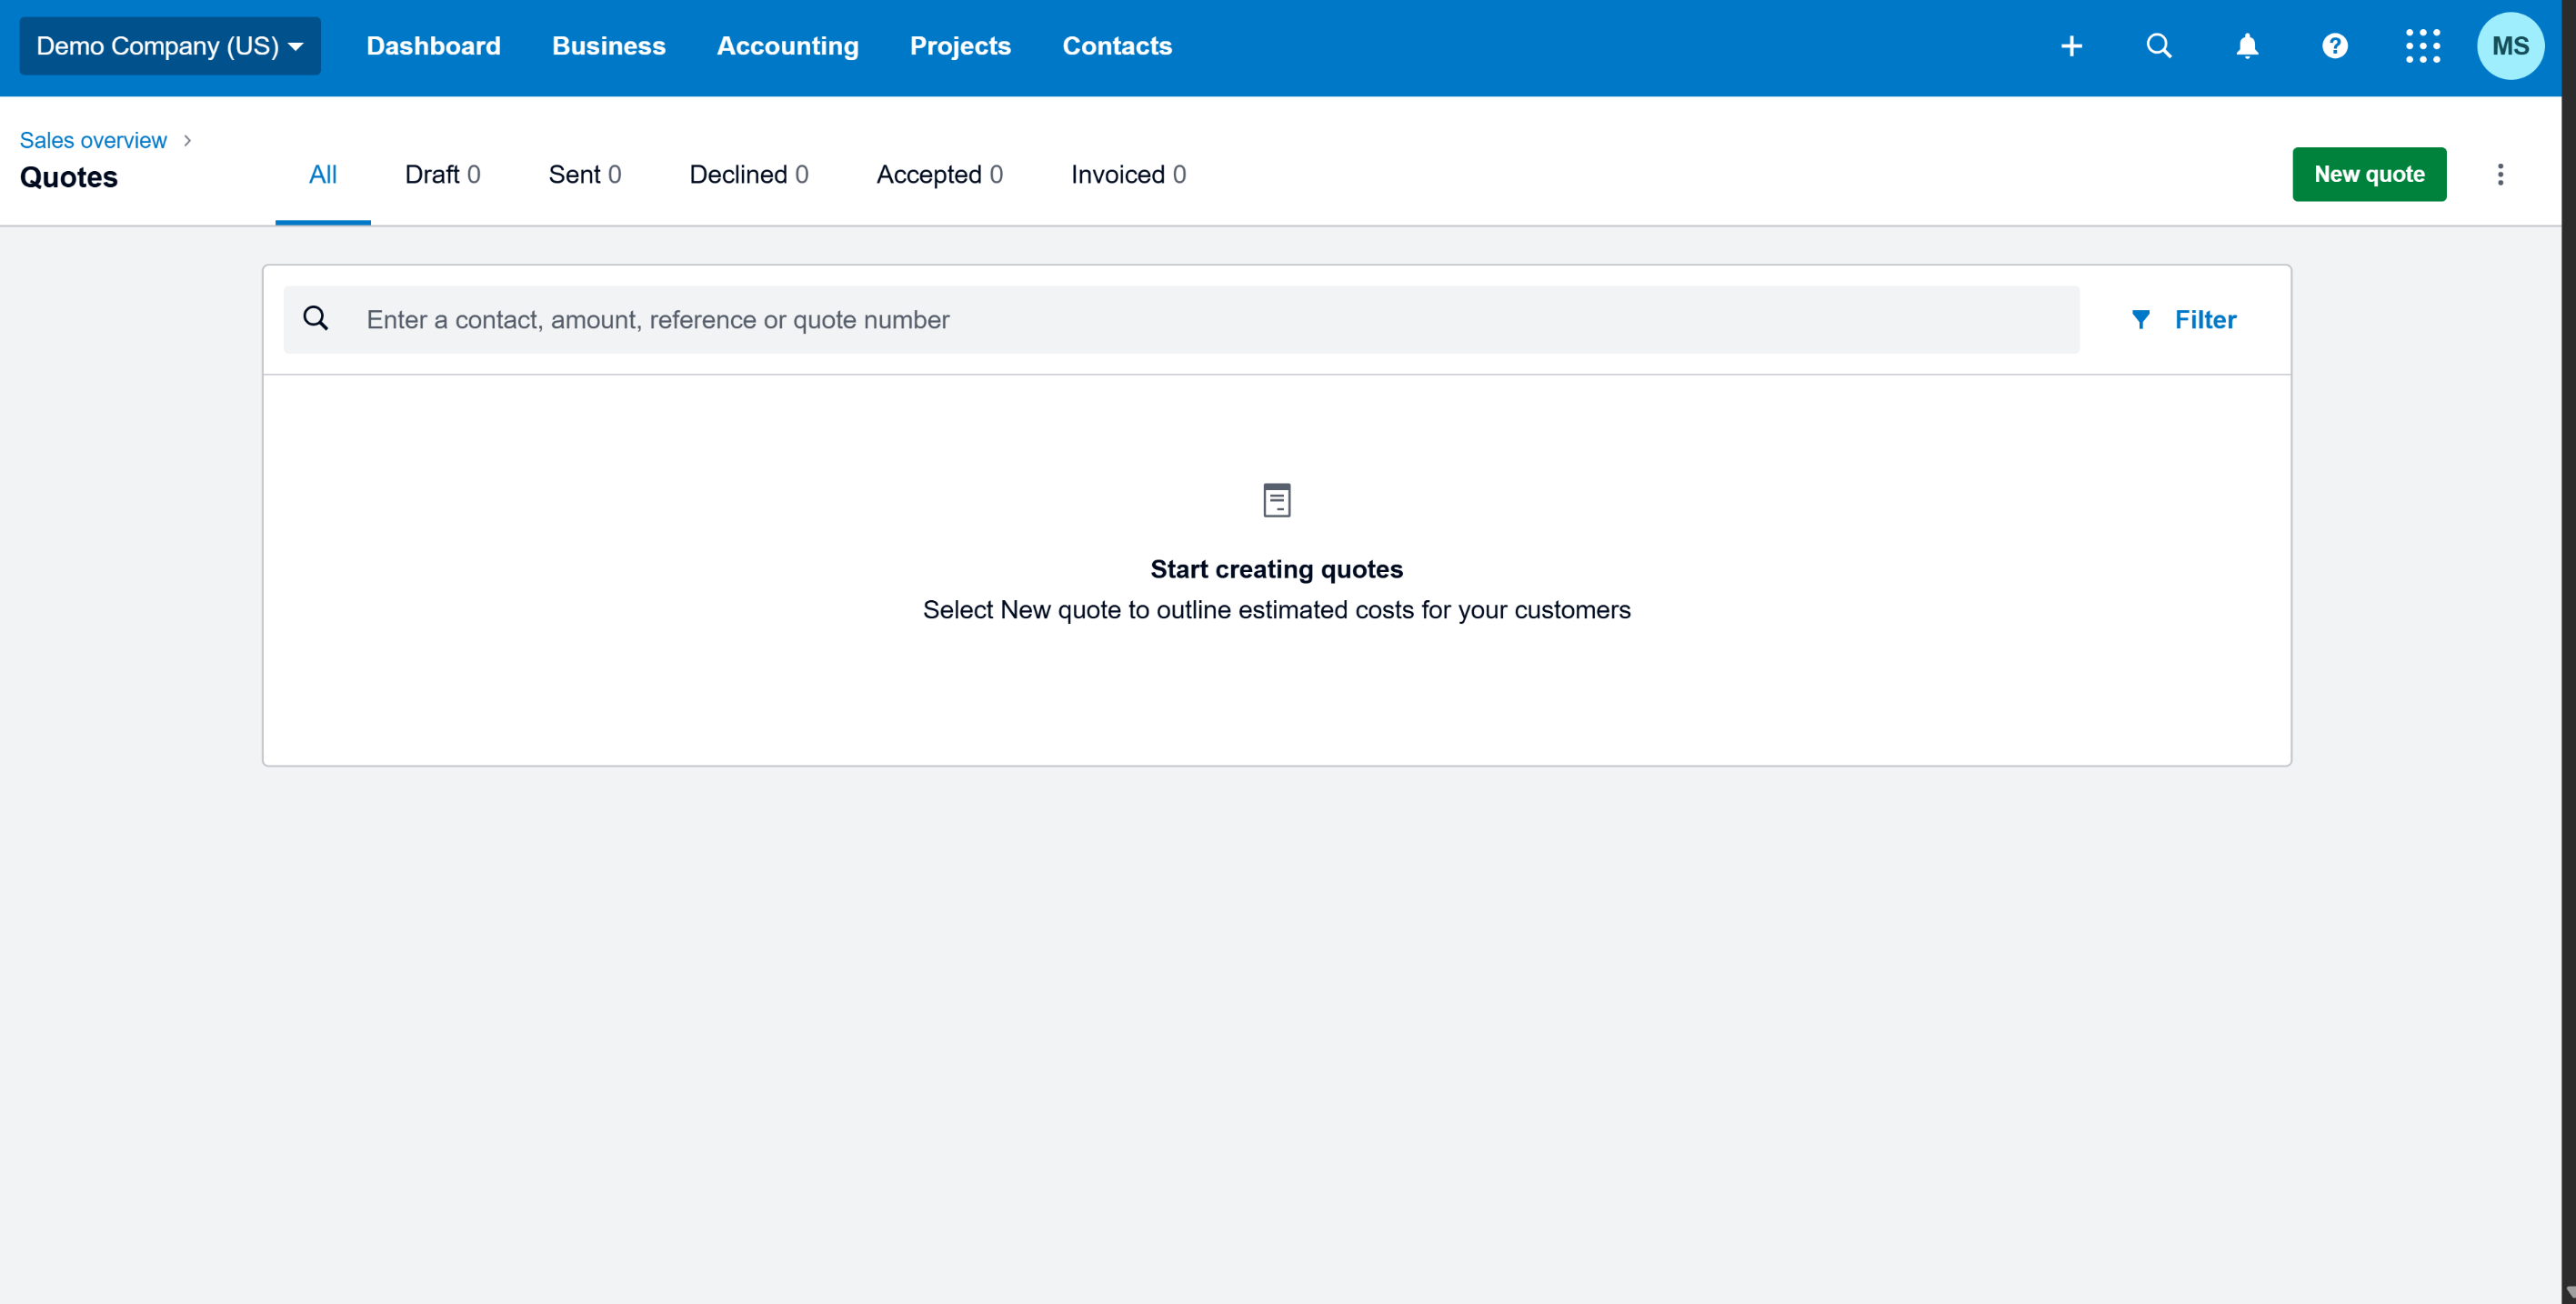 Demo Company (US) Dashboard Business Accounting Projects Contacts MS
Sales overview
Quotes
All Draft 0 Sent 0 Declined 0 Accepted 0 Invoiced 0 New quote
Enter a contact, amount, reference or quote number Filter
Start creating quotes
Select New quote to outline estimated costs for your customers